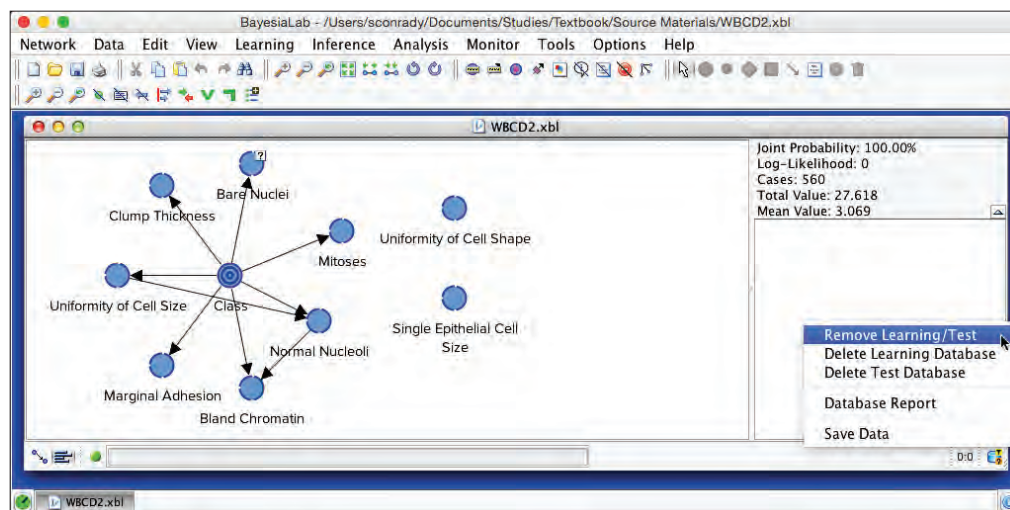 BayesiaLab - /Users/sconrady/Documents/Studies/Textbook/Source Materials/WBCD2.xbl
Network Data Edit View Learning Inference Analysis Monitor Tools Options Help
WBCD2.xbl
Joint Probability: 100.00%
Log-Likelihood: 0
Cases: 560
Total Value: 27.618
Mean Value: 3.069
?
Bare Nuclei
Clump Thickness
Mitoses
Uniformity of Cell Shape
Uniformity of Cell Size
Class
Normal Nucleoli
Single Epithelial Cell
Size
Marginal Adhesion
Bland Chromatin
Remove Learning/Test
Delete Learning Database
Delete Test Database
Database Report
Save Data
0:0
WBCD2.xbl